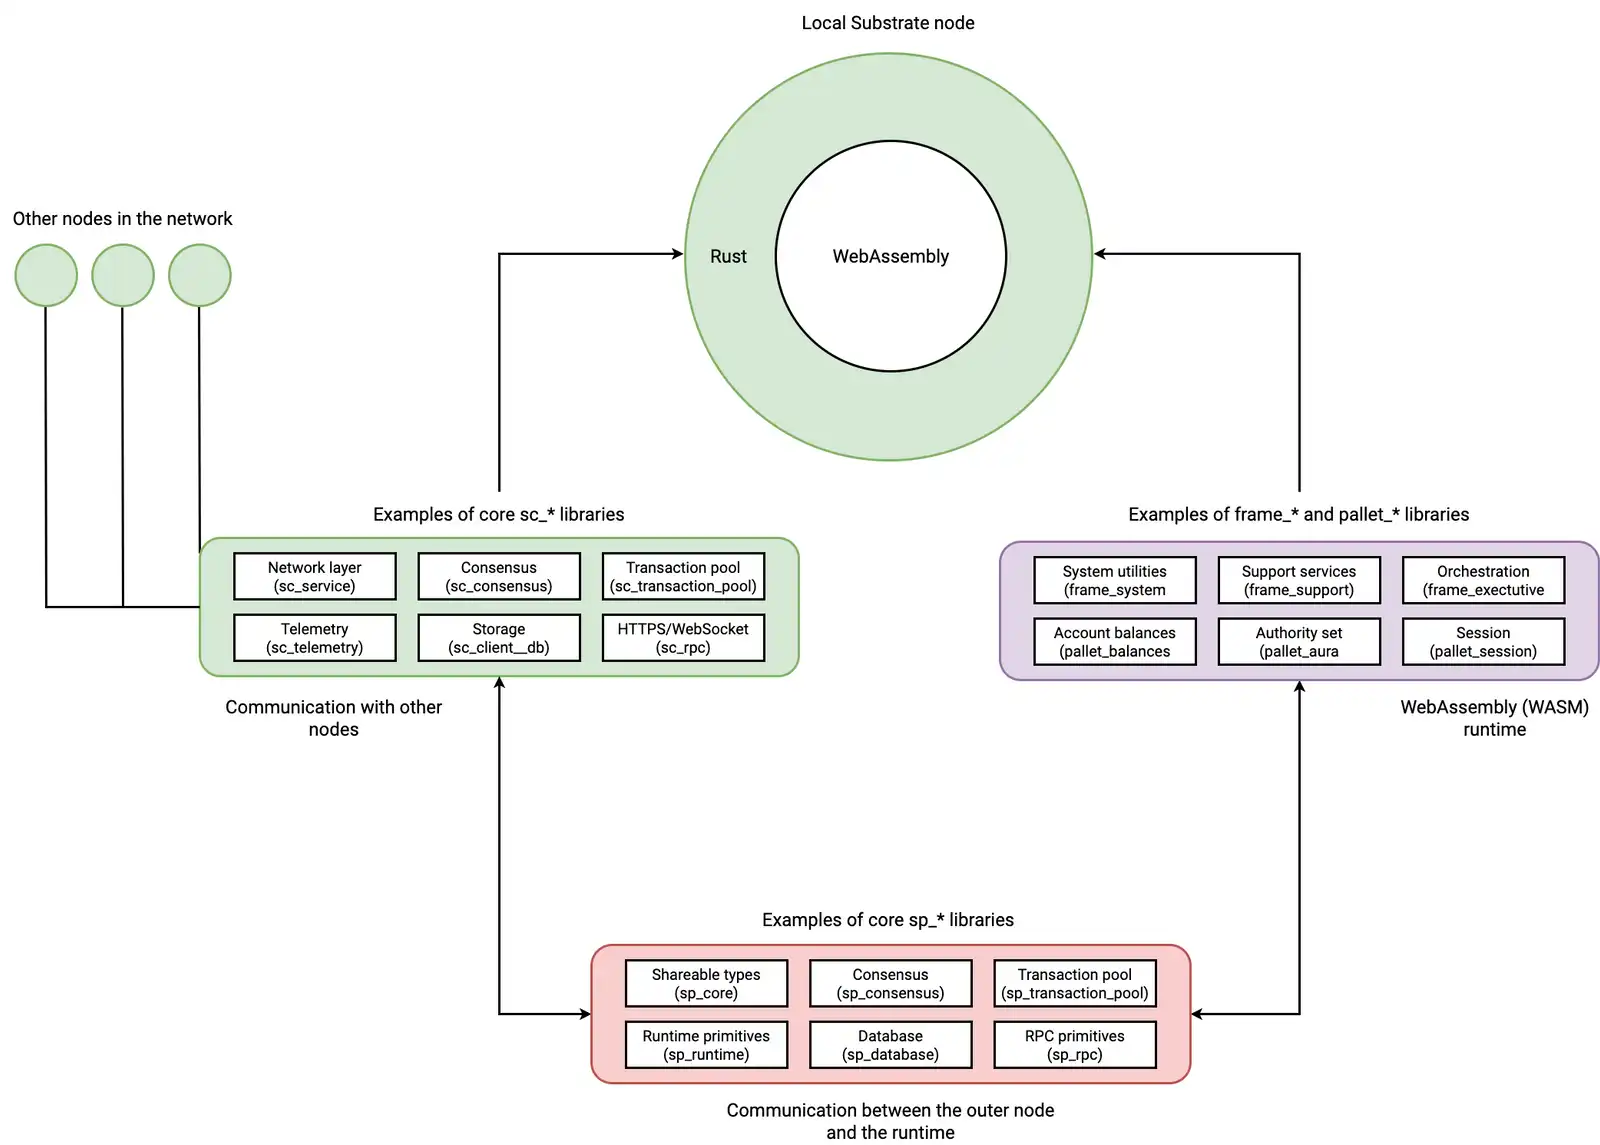 Local Substrate node
Rust
WebAssembly
Other nodes in the network
Examples of core sc_* libraries
Network layer
(sc_service)
Consensus
(sc_consensus)
Transaction pool
(sc_transaction_pool)
Telemetry
(sc_telemetry)
Storage
(sc_client__db)
HTTPS/WebSocket
(sc_rpc)
Communication with other
nodes
Examples of frame_* and pallet_* libraries
System utilities
(frame_system
Support services
(frame_support)
Orchestration
(frame_exectutive
Account balances
(pallet_balances
Authority set
(pallet_aura
Session
(pallet_session)
WebAssembly (WASM)
runtime
Examples of core sp_* libraries
Shareable types
(sp_core)
Consensus
(sp_consensus)
Transaction pool
(sp_transaction_pool)
Runtime primitives
(sp_runtime)
Database
(sp_database)
RPC primitives
(sp_rpc)
Communication between the outer node
and the runtime